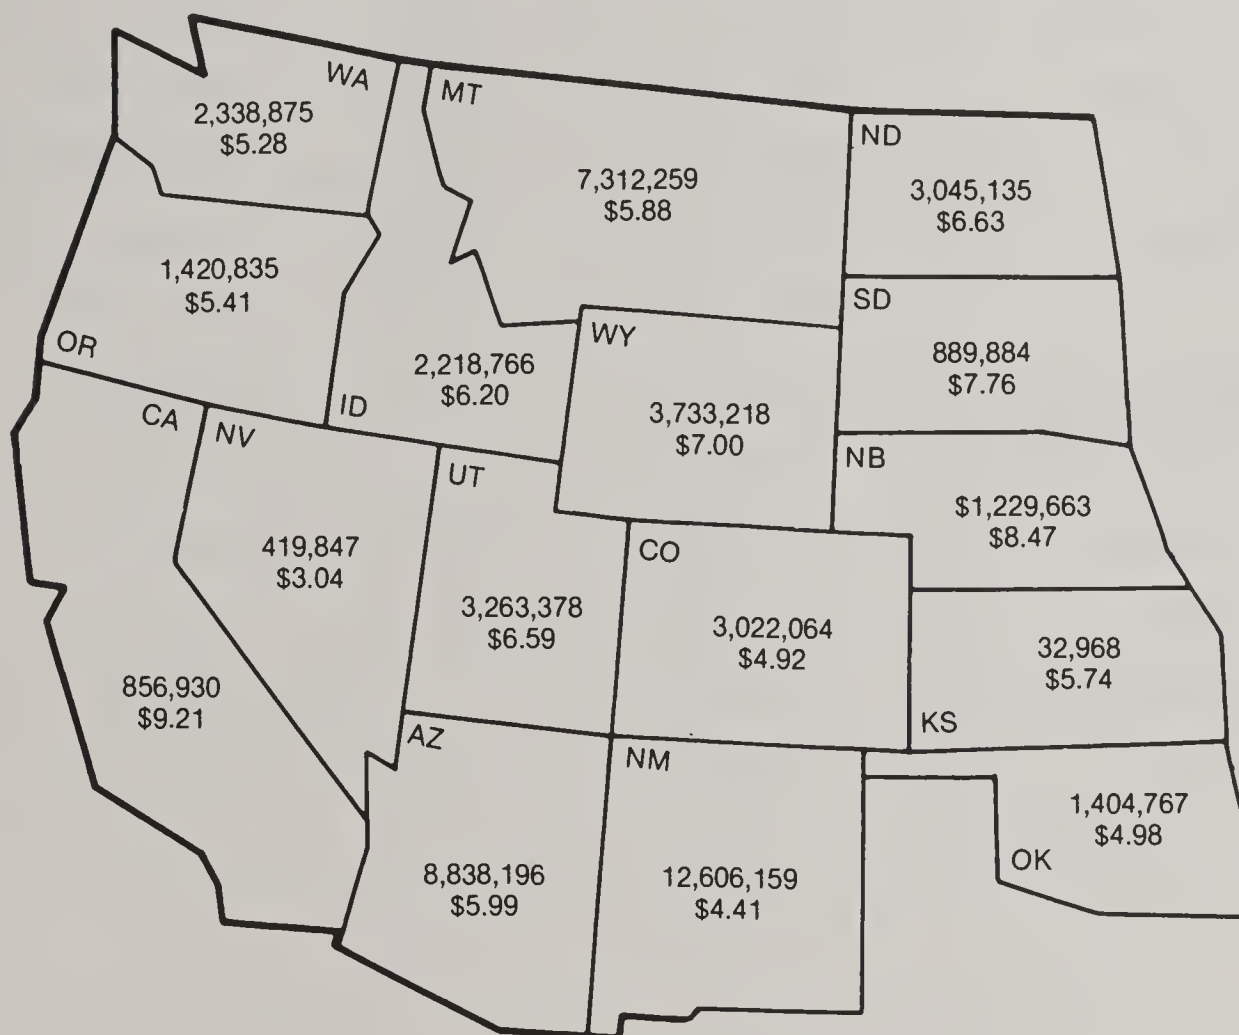 WA
2,338,875
$5.28
MT
7,312,259
$5.88
ND
3,045,135
$6.63
1,420,835
$5.41
OR
SD
889,884
$7.76
2,218,766
$6.20
ID
WY
3,733,218
$7.00
CA
856,930
$9.21
NV
419,847
$3.04
UT
3,263,378
$6.59
NB
$1,229,663
$8.47
CO
3,022,064
$4.92
32,968
$5.74
KS
AZ
8,838,196
$5.99
NM
12,606,159
$4.41
1,404,767
$4.98
OK